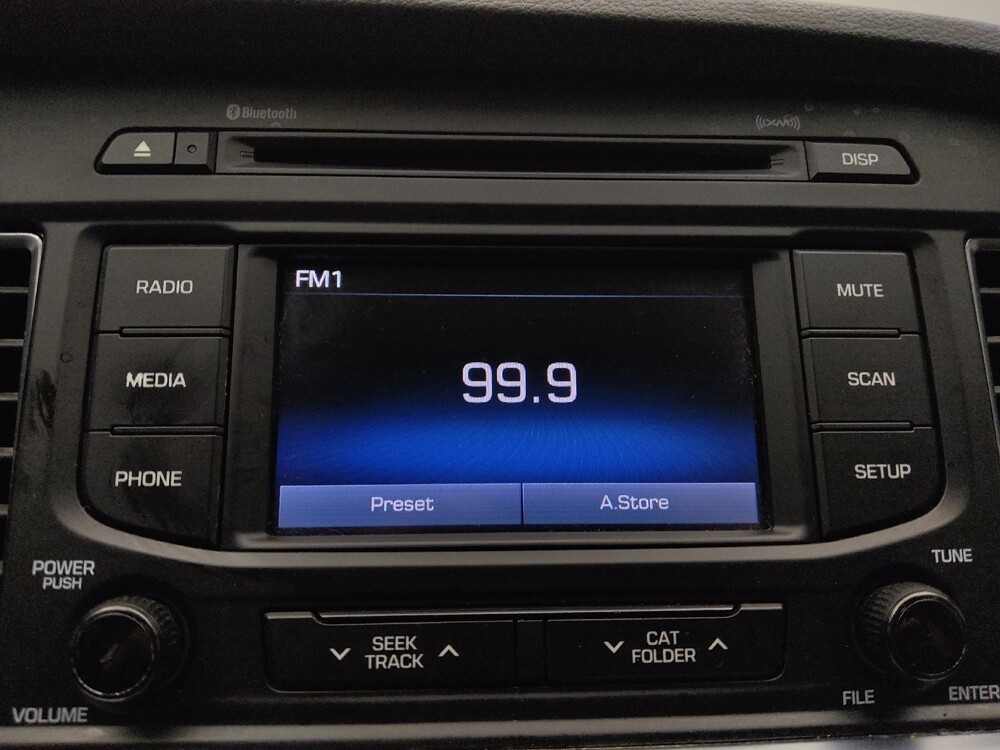 Bluetooth
((XM))
DISP
RADIO
FM1
MUTE
99.9
MEDIA
SCAN
PHONE
SETUP
Preset
A.Store
POWER
PUSH
TUNE
SEEK
TRACK
CAT
FOLDER
VOLUME
FILE
ENTER